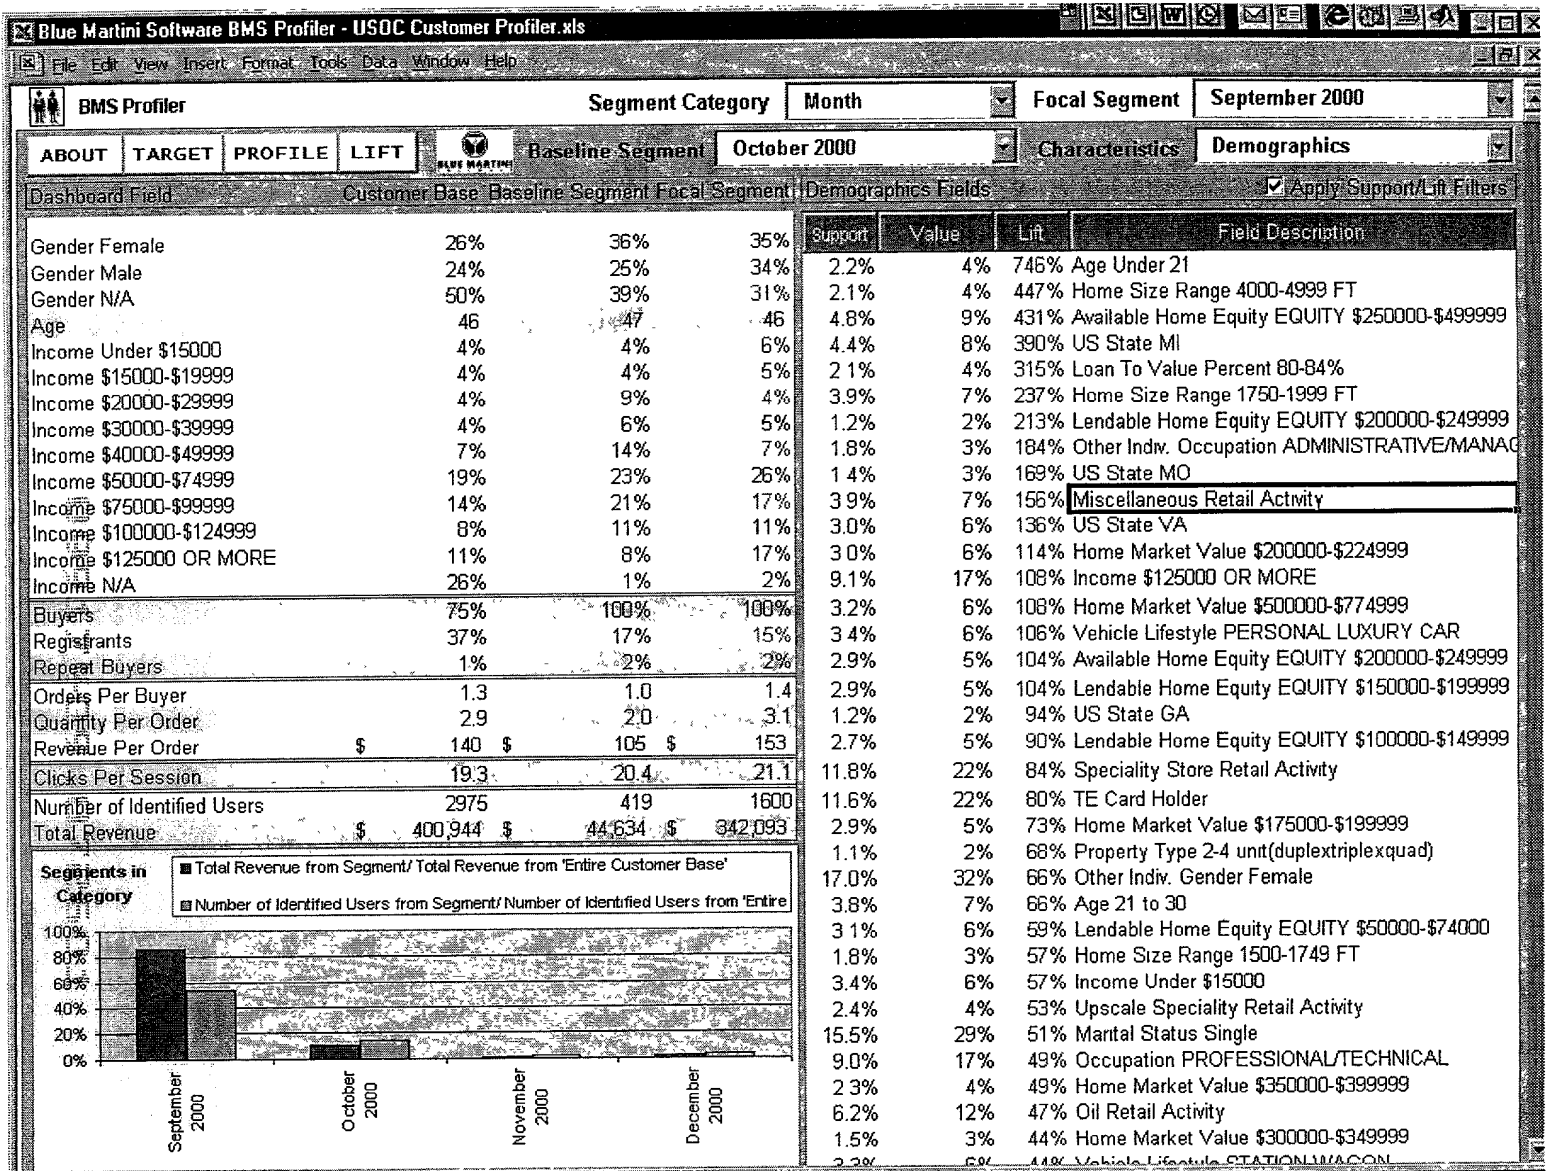 Blue Martini Software BMS Profiler - USOC Customer Profiler.xls
File Edit View Insert Format Tools Data Window Help
BMS Profiler Segment Category Month Focal Segment September 2000
ABOUT TARGET PROFILE LIFT BLUE MARTINI Baseline Segment October 2000 Characteristics Demographics
Dashboard Field Customer Base Baseline Segment Focal Segment
Gender Female 26% 36% 35%
Gender Male 24% 25% 34%
Gender N/A 50% 39% 31%
Age 46 47 46
Income Under $15000 4% 4% 6%
Income $15000-$19999 4% 4% 5%
Income $20000-$29999 4% 9% 4%
Income $30000-$39999 4% 6% 5%
Income $40000-$49999 7% 14% 7%
Income $50000-$74999 19% 23% 26%
Income $75000-$99999 14% 21% 17%
Income $100000-$124999 8% 11% 11%
Income $125000 OR MORE 11% 8% 17%
Income N/A 26% 1% 2%
Buyers 75% 100% 100%
Registrants 37% 17% 15%
Repeat Buyers 1% 2% 2%
Orders Per Buyer 1.3 1.0 1.4
Quantity Per Order 2.9 2.0 3.1
Revenue Per Order $ 140 $ 105 $ 153
Clicks Per Session 19.3 20.4 21.1
Number of Identified Users 2975 419 1600
Total Revenue $ 400,944 $ 44,634 $ 342,093
Segments in Category
Total Revenue from Segment/ Total Revenue from 'Entire Customer Base'
Number of Identified Users from Segment/ Number of Identified Users from 'Entire
100%
80%
60%
40%
20%
0%
September 2000
October 2000
November 2000
December 2000
Demographics Fields Apply Support/Lift Filters
Support Value Lift Field Description
2.2% 4% 746% Age Under 21
2.1% 4% 447% Home Size Range 4000-4999 FT
4.8% 9% 431% Available Home Equity EQUITY $250000-$499999
4.4% 8% 390% US State MI
2 1% 4% 315% Loan To Value Percent 80-84%
3.9% 7% 237% Home Size Range 1750-1999 FT
1.2% 2% 213% Lendable Home Equity EQUITY $200000-$249999
1.8% 3% 184% Other Indiv. Occupation ADMINISTRATIVE/MANAG
1 4% 3% 169% US State MO
3 9% 7% 156% Miscellaneous Retail Activity
3.0% 6% 136% US State VA
3 0% 6% 114% Home Market Value $200000-$224999
9.1% 17% 108% Income $125000 OR MORE
3.2% 6% 108% Home Market Value $500000-$774999
3 4% 6% 106% Vehicle Lifestyle PERSONAL LUXURY CAR
2.9% 5% 104% Available Home Equity EQUITY $200000-$249999
2.9% 5% 104% Lendable Home Equity EQUITY $150000-$199999
1.2% 2% 94% US State GA
2.7% 5% 90% Lendable Home Equity EQUITY $100000-$149999
11.8% 22% 84% Speciality Store Retail Activity
11.6% 22% 80% TE Card Holder
2.9% 5% 73% Home Market Value $175000-$199999
1.1% 2% 68% Property Type 2-4 unit(duplextriplexquad)
17.0% 32% 66% Other Indiv. Gender Female
3.8% 7% 66% Age 21 to 30
3 1% 6% 59% Lendable Home Equity EQUITY $50000-$74000
1.8% 3% 57% Home Size Range 1500-1749 FT
3.4% 6% 57% Income Under $15000
2.4% 4% 53% Upscale Speciality Retail Activity
15.5% 29% 51% Marital Status Single
9.0% 17% 49% Occupation PROFESSIONAL/TECHNICAL
2 3% 4% 49% Home Market Value $350000-$399999
6.2% 12% 47% Oil Retail Activity
1.5% 3% 44% Home Market Value $300000-$349999
44% Vehicle Lifestyle STATION WAGON